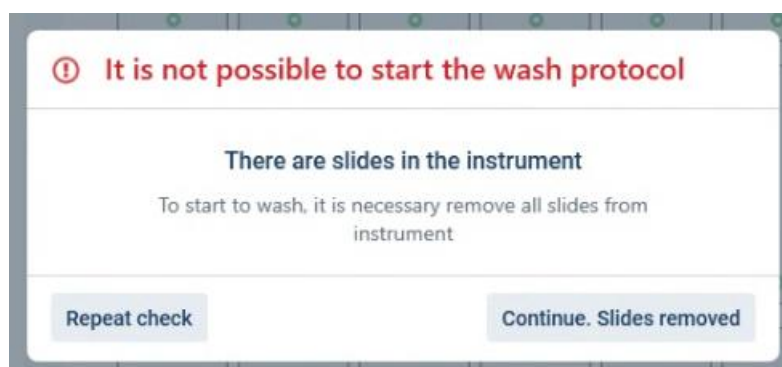 It is not possible to start the wash protocol
There are slides in the instrument
To start to wash, it is necessary remove all slides from
instrument
Repeat check
Continue. Slides removed